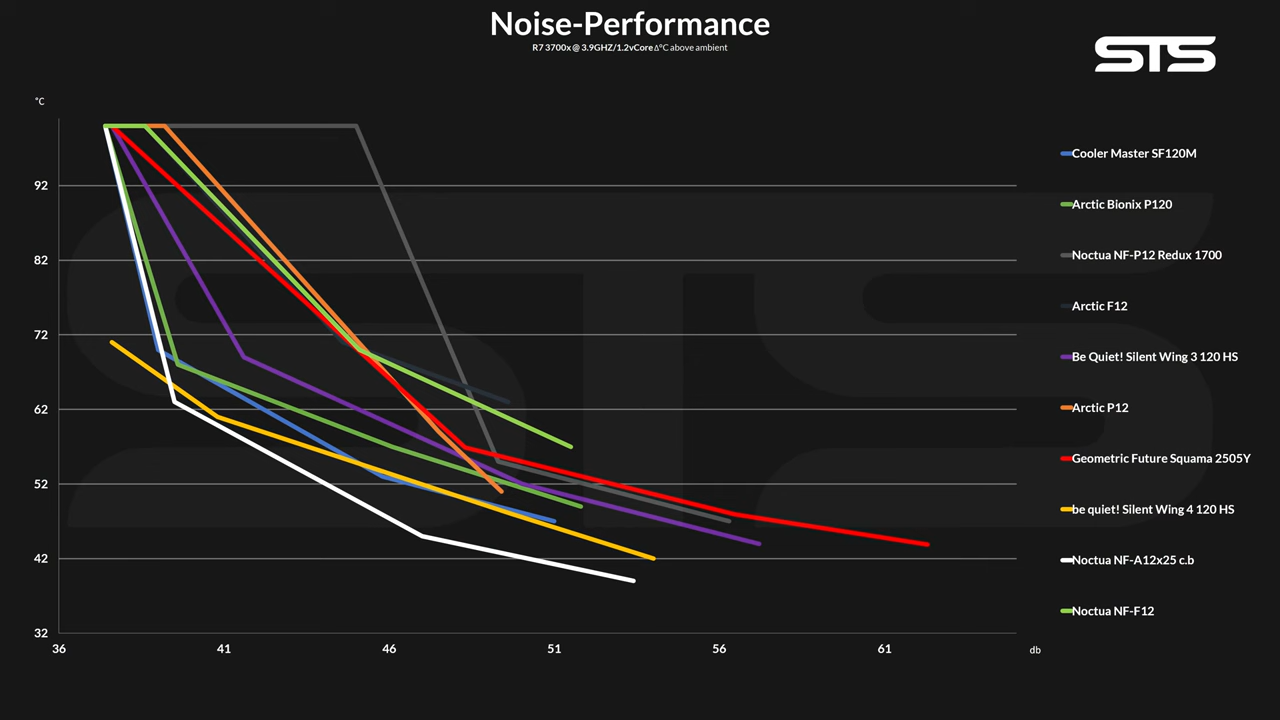 Noise-Performance
R7 3700x @ 3.9GHZ/1.2vCore Δ°C above ambient
STS
°C
92
82
72
62
52
42
32
36 41 46 51 56 61 db
Cooler Master SF120M
Arctic Bionix P120
Noctua NF-P12 Redux 1700
Arctic F12
Be Quiet! Silent Wing 3 120 HS
Arctic P12
Geometric Future Squama 2505Y
be quiet! Silent Wing 4 120 HS
Noctua NF-A12x25 c.b
Noctua NF-F12